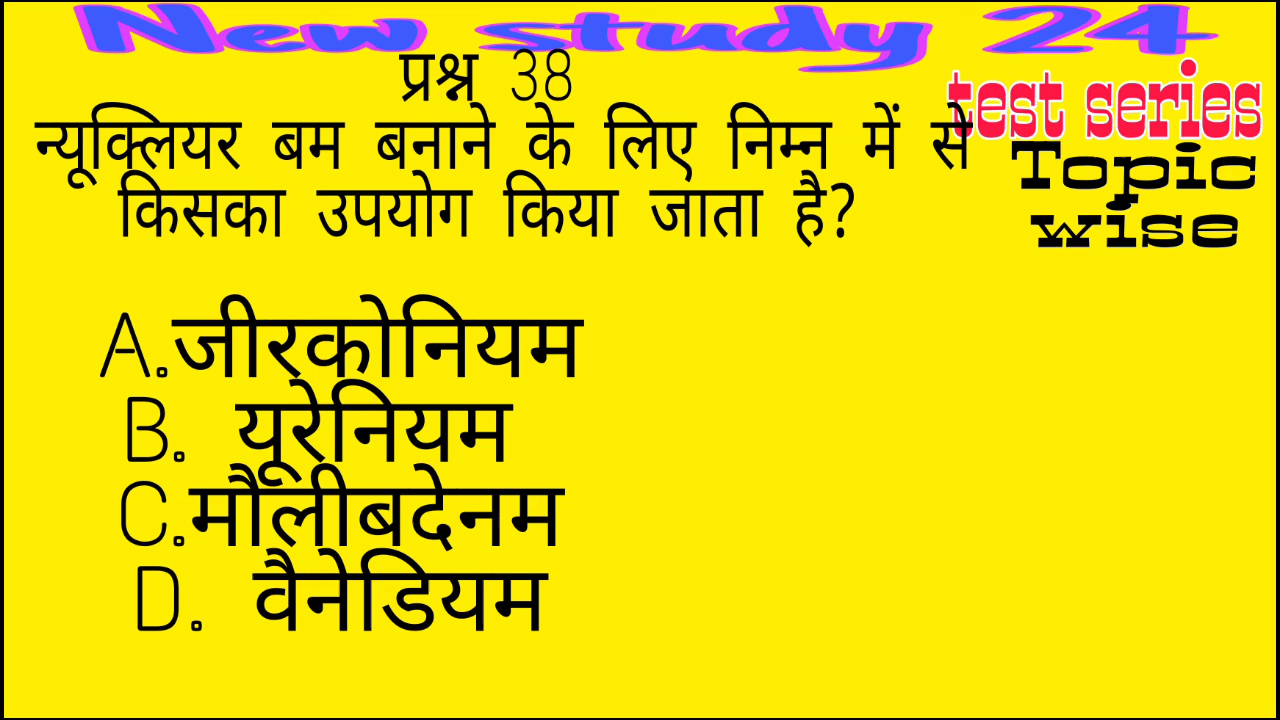 New study 24
प्रश्न 38
test series
न्यूक्लियर बम बनाने के लिए निम्न में से
Topic
किसका उपयोग किया जाता है?
wise
A.जीरकोनियम
B. यूरेनियम
C.मौलीबदेनम
D. वैनेडियम